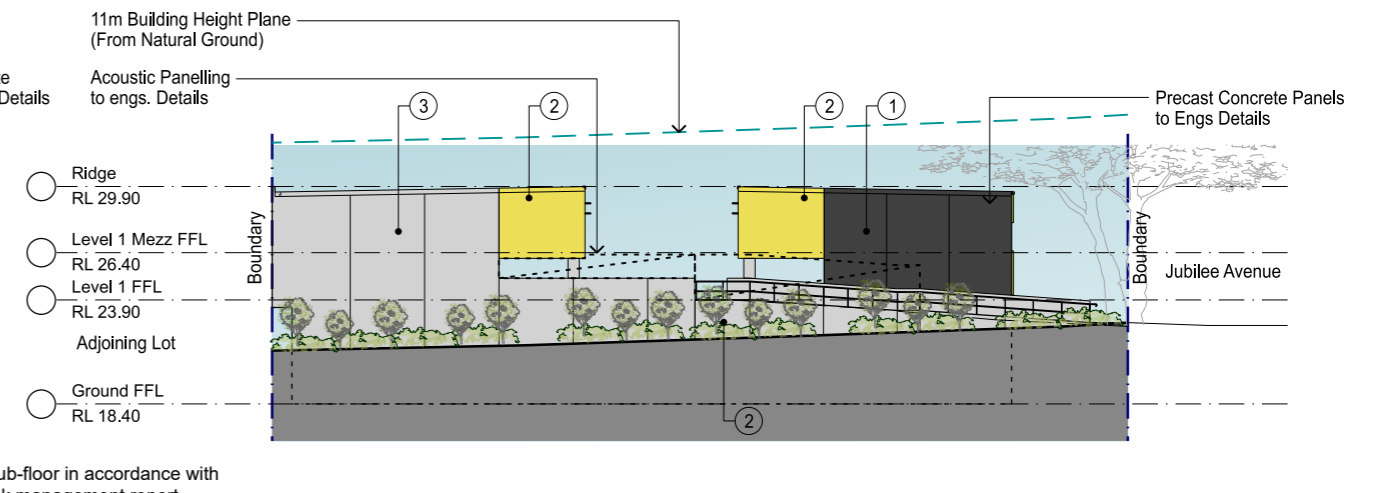 11m Building Height Plane
(From Natural Ground)
Details
Acoustic Panelling
to engs. Details
3
2
2
1
Precast Concrete Panels
to Engs Details
Ridge
RL 29.90
Level 1 Mezz FFL
RL 26.40
Level 1 FFL
RL 23.90
Boundary
Boundary
Jubilee Avenue
Adjoining Lot
Ground FFL
RL 18.40
2
in accordance with